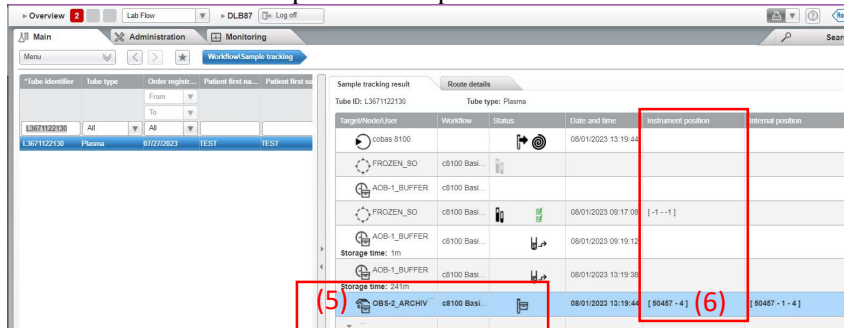 Overview 2 Lab Flow DLB87 Log off
Main Administration Monitoring Sear
Menu Workflow\Sample tracking
*Tube identifier Tube type Order registr... Patient first na... Patient first su
From
To
L3671122130 All All
L3671122130 Plasma 07/27/2023 TEST TEST
Sample tracking result Route details
Tube ID: L3671122130 Tube type: Plasma
Target/Node/User Workflow Status Date and time Instrument position Internal position
cobas 8100 08/01/2023 13:19:44
FROZEN_SO c8100 Basi...
AOB-1_BUFFER c8100 Basi...
FROZEN_SO c8100 Basi... 08/01/2023 09:17:08 [ -1 - -1 ]
AOB-1_BUFFER c8100 Basi... 08/01/2023 09:19:12
Storage time: 1m
AOB-1_BUFFER c8100 Basi... 08/01/2023 13:19:38
Storage time: 241m
(5) OBS-2_ARCHIV c8100 Basi... 08/01/2023 13:19:44 [ 50457 - 4 ] (6) [ 50457 - 1 - 4 ]